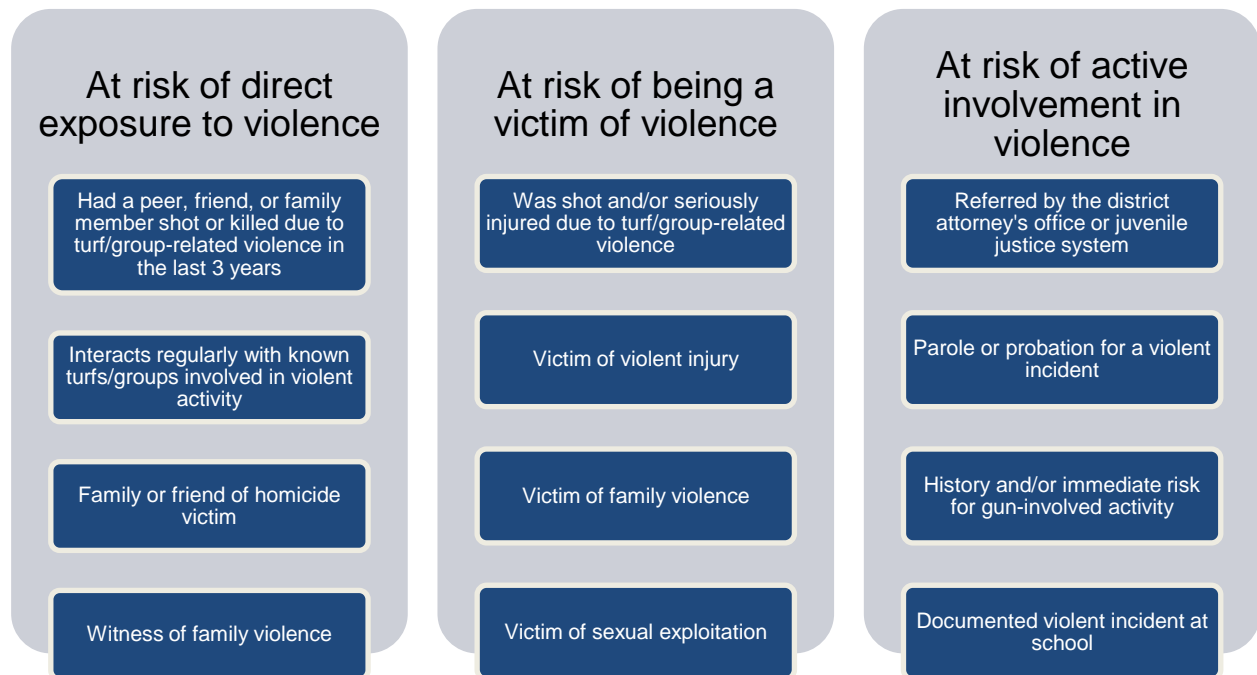 At risk of direct
exposure to violence
Had a peer, friend, or family
member shot or killed due to
turf/group-related violence in
the last 3 years
Interacts regularly with known
turfs/groups involved in violent
activity
Family or friend of homicide
victim
Witness of family violence
At risk of being a
victim of violence
Was shot and/or seriously
injured due to turf/group-related
violence
Victim of violent injury
Victim of family violence
Victim of sexual exploitation
At risk of active
involvement in
violence
Referred by the district
attorney's office or juvenile
justice system
Parole or probation for a violent
incident
History and/or immediate risk
for gun-involved activity
Documented violent incident at
school